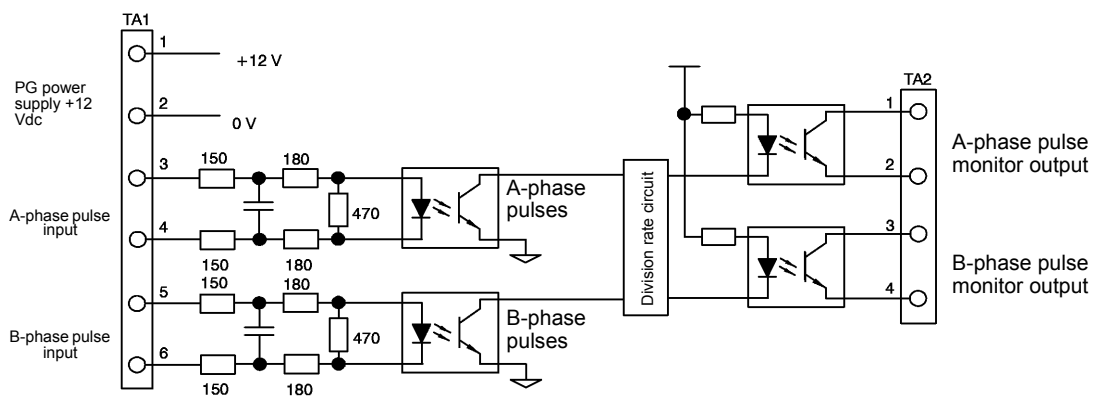 TA1
1
+12 V
PG power
supply +12
Vdc
2
0 V
3
150
180
A-phase pulse
input
470
4
150
180
A-phase
pulses
5
150
180
B-phase pulse
input
470
6
150
180
B-phase
pulses
Division rate circuit
TA2
1
2
A-phase pulse
monitor output
3
4
B-phase pulse
monitor output